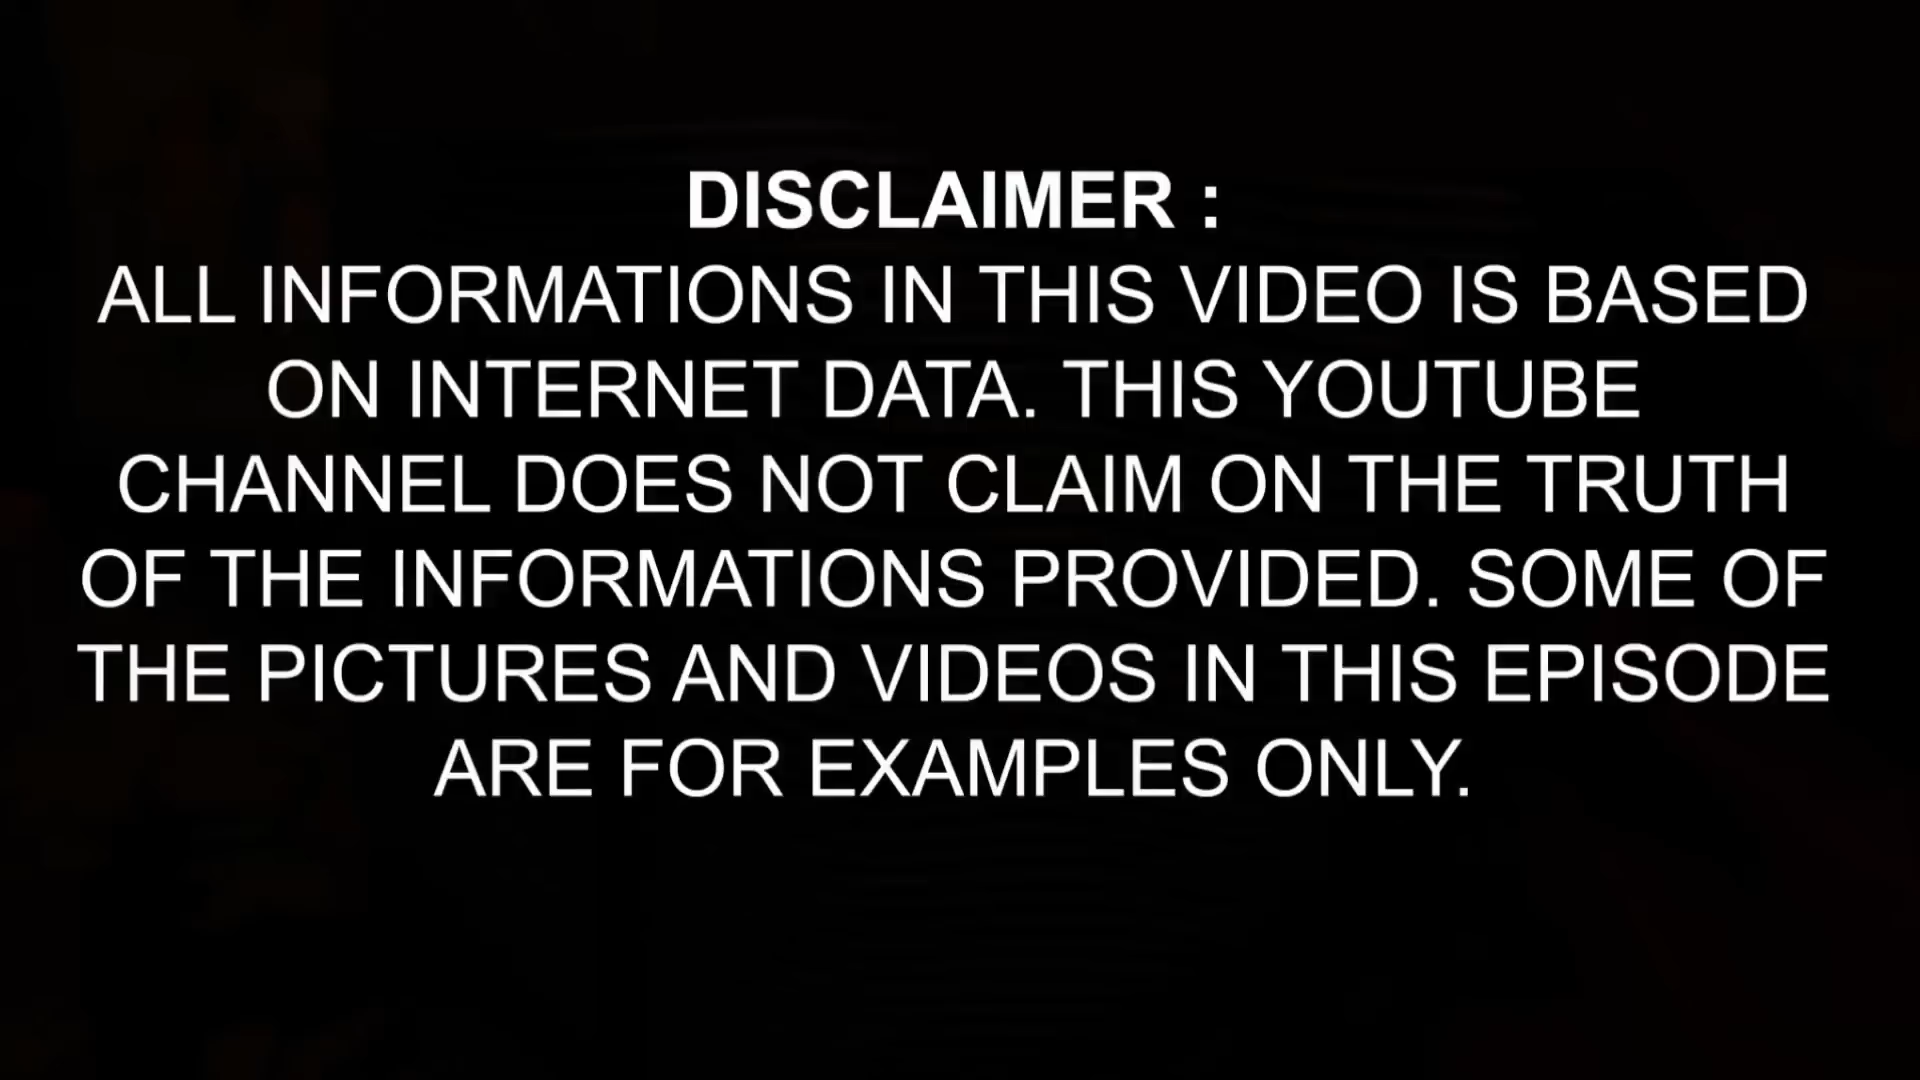 DISCLAIMER :
ALL INFORMATIONS IN THIS VIDEO IS BASED
ON INTERNET DATA. THIS YOUTUBE
CHANNEL DOES NOT CLAIM ON THE TRUTH
OF THE INFORMATIONS PROVIDED. SOME OF
THE PICTURES AND VIDEOS IN THIS EPISODE
ARE FOR EXAMPLES ONLY.